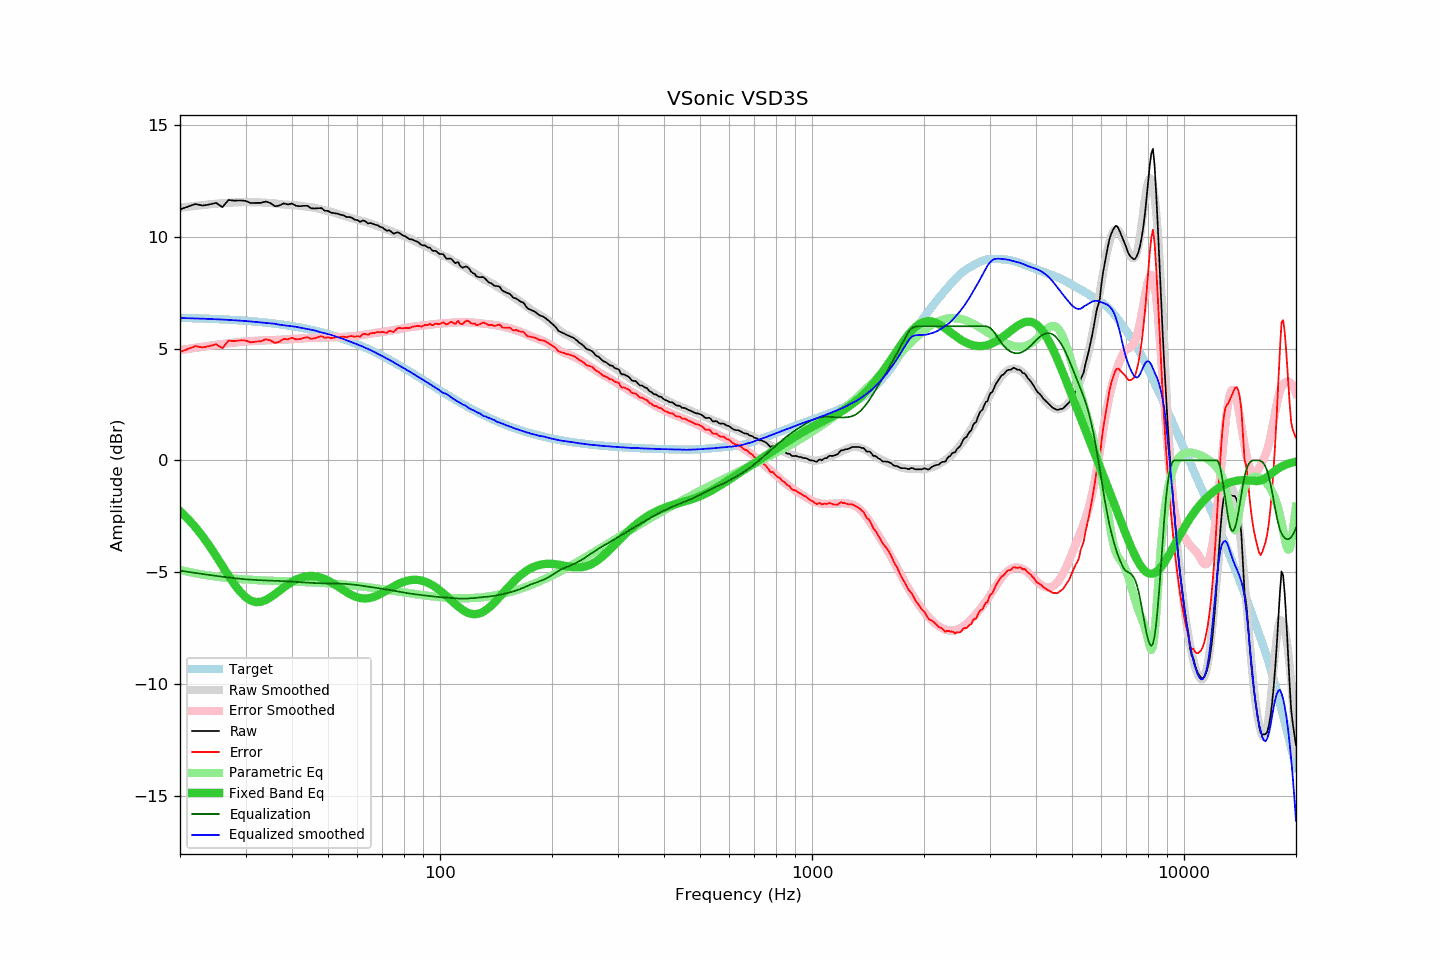 VSonic VSD3S
15
10
5
0
−5
−10
−15
Amplitude (dBr)
Target
Raw Smoothed
Error Smoothed
Raw
Error
Parametric Eq
Fixed Band Eq
Equalization
Equalized smoothed
100
1000
10000
Frequency (Hz)